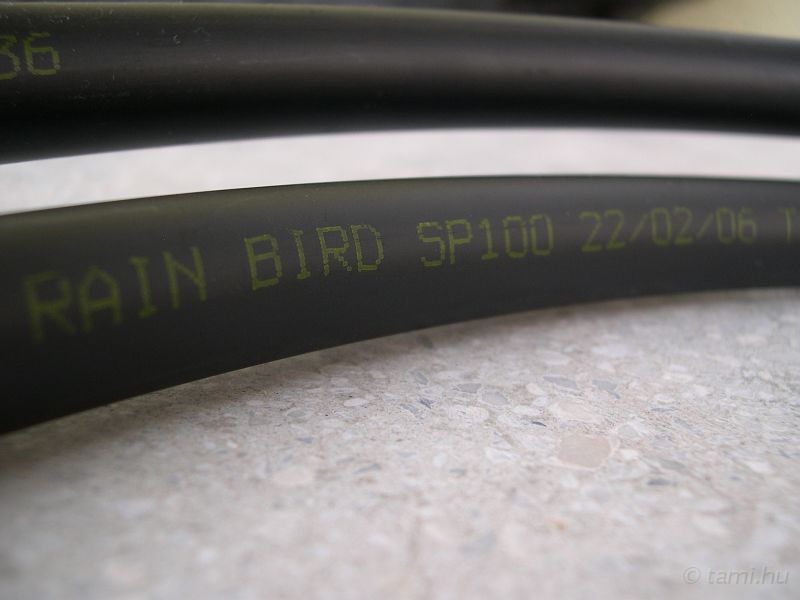 36
RAIN BIRD SP100 22/02/06 T
© tami.hu